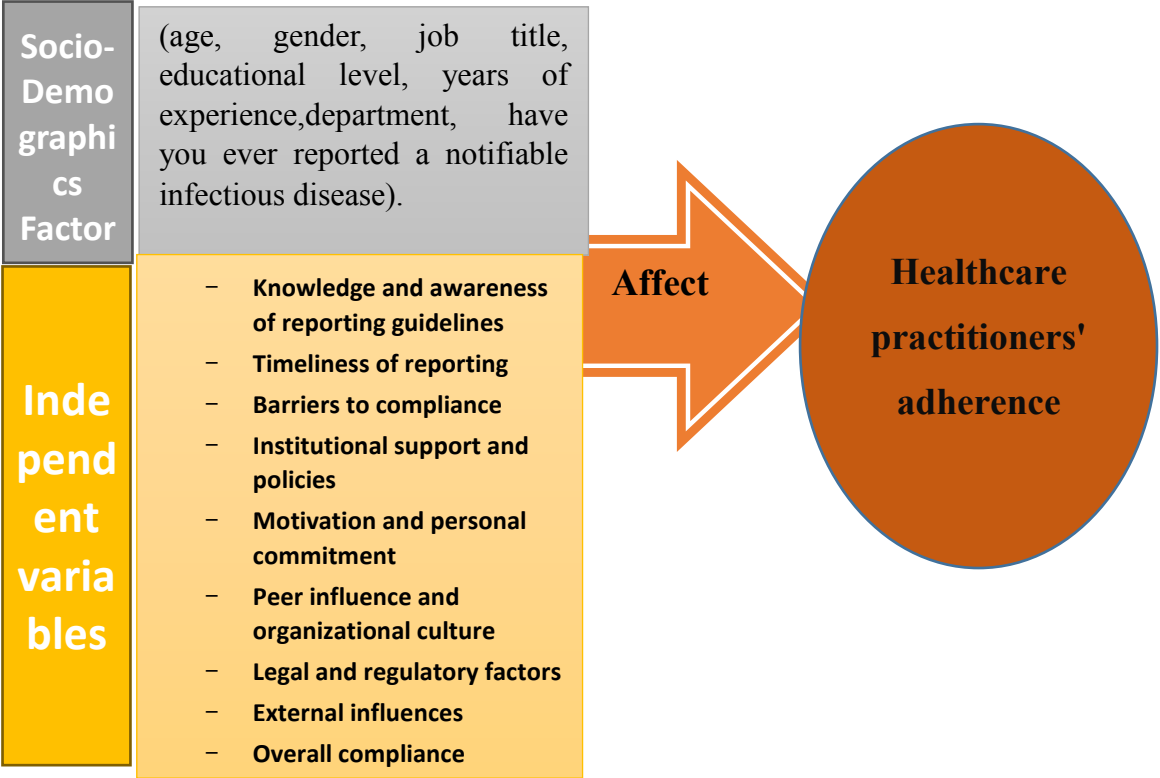 Socio-
Demo
graphi
cs
Factor
(age, gender, job title,
educational level, years of
experience,department, have
you ever reported a notifiable
infectious disease).
Inde
pend
ent
varia
bles
– Knowledge and awareness
of reporting guidelines
– Timeliness of reporting
– Barriers to compliance
– Institutional support and
policies
– Motivation and personal
commitment
– Peer influence and
organizational culture
– Legal and regulatory factors
– External influences
– Overall compliance
Affect
Healthcare
practitioners'
adherence